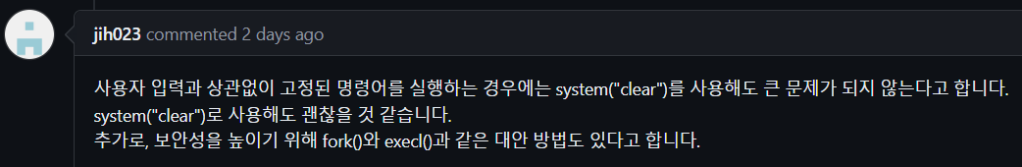 jih023 commented 2 days ago
사용자 입력과 상관없이 고정된 명령어를 실행하는 경우에는 system("clear")를 사용해도 큰 문제가 되지 않는다고 합니다.
system("clear")로 사용해도 괜찮을 것 같습니다.
추가로, 보안성을 높이기 위해 fork()와 execl()과 같은 대안 방법도 있다고 합니다.